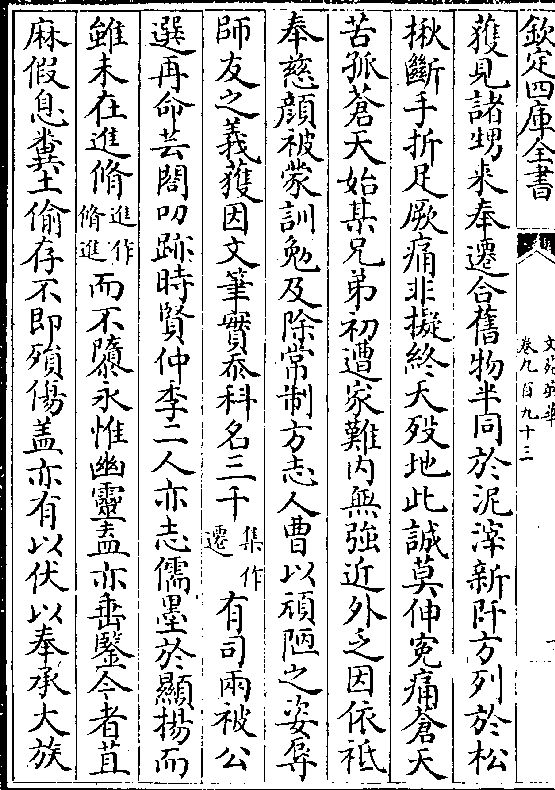 欽定四庫全書
文苑英華
卷九百九十三
獲見諸甥来奉遷合舊物半同於泥滓新阡方列於松
楸斷手折足厥痛非擬終天歿地此誠莫伸寃痛蒼天
苦孤蒼天始某兄弟初遭家難内無強近外乏因依祗
奉慈顔被蒙訓勉及除常制方志人曹以頑陋之姿辱
師友之義獲因文筆實忝科名三千集作遷有司兩被公
選再命芸閣叨跡時賢仲季二人亦志儒墨於顯揚而
雖未在進脩進作脩進而不隳永惟幽靈盖亦垂鑒今者苴
麻假息糞土偷存不即殞傷盖亦有以伏以奉承大族